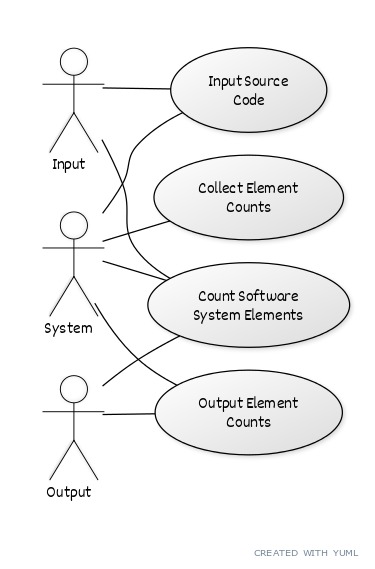 Input Source
Code
Input
Collect Element
Counts
System
Count Software
System Elements
Output Element
Counts
Output
CREATED WITH YUML